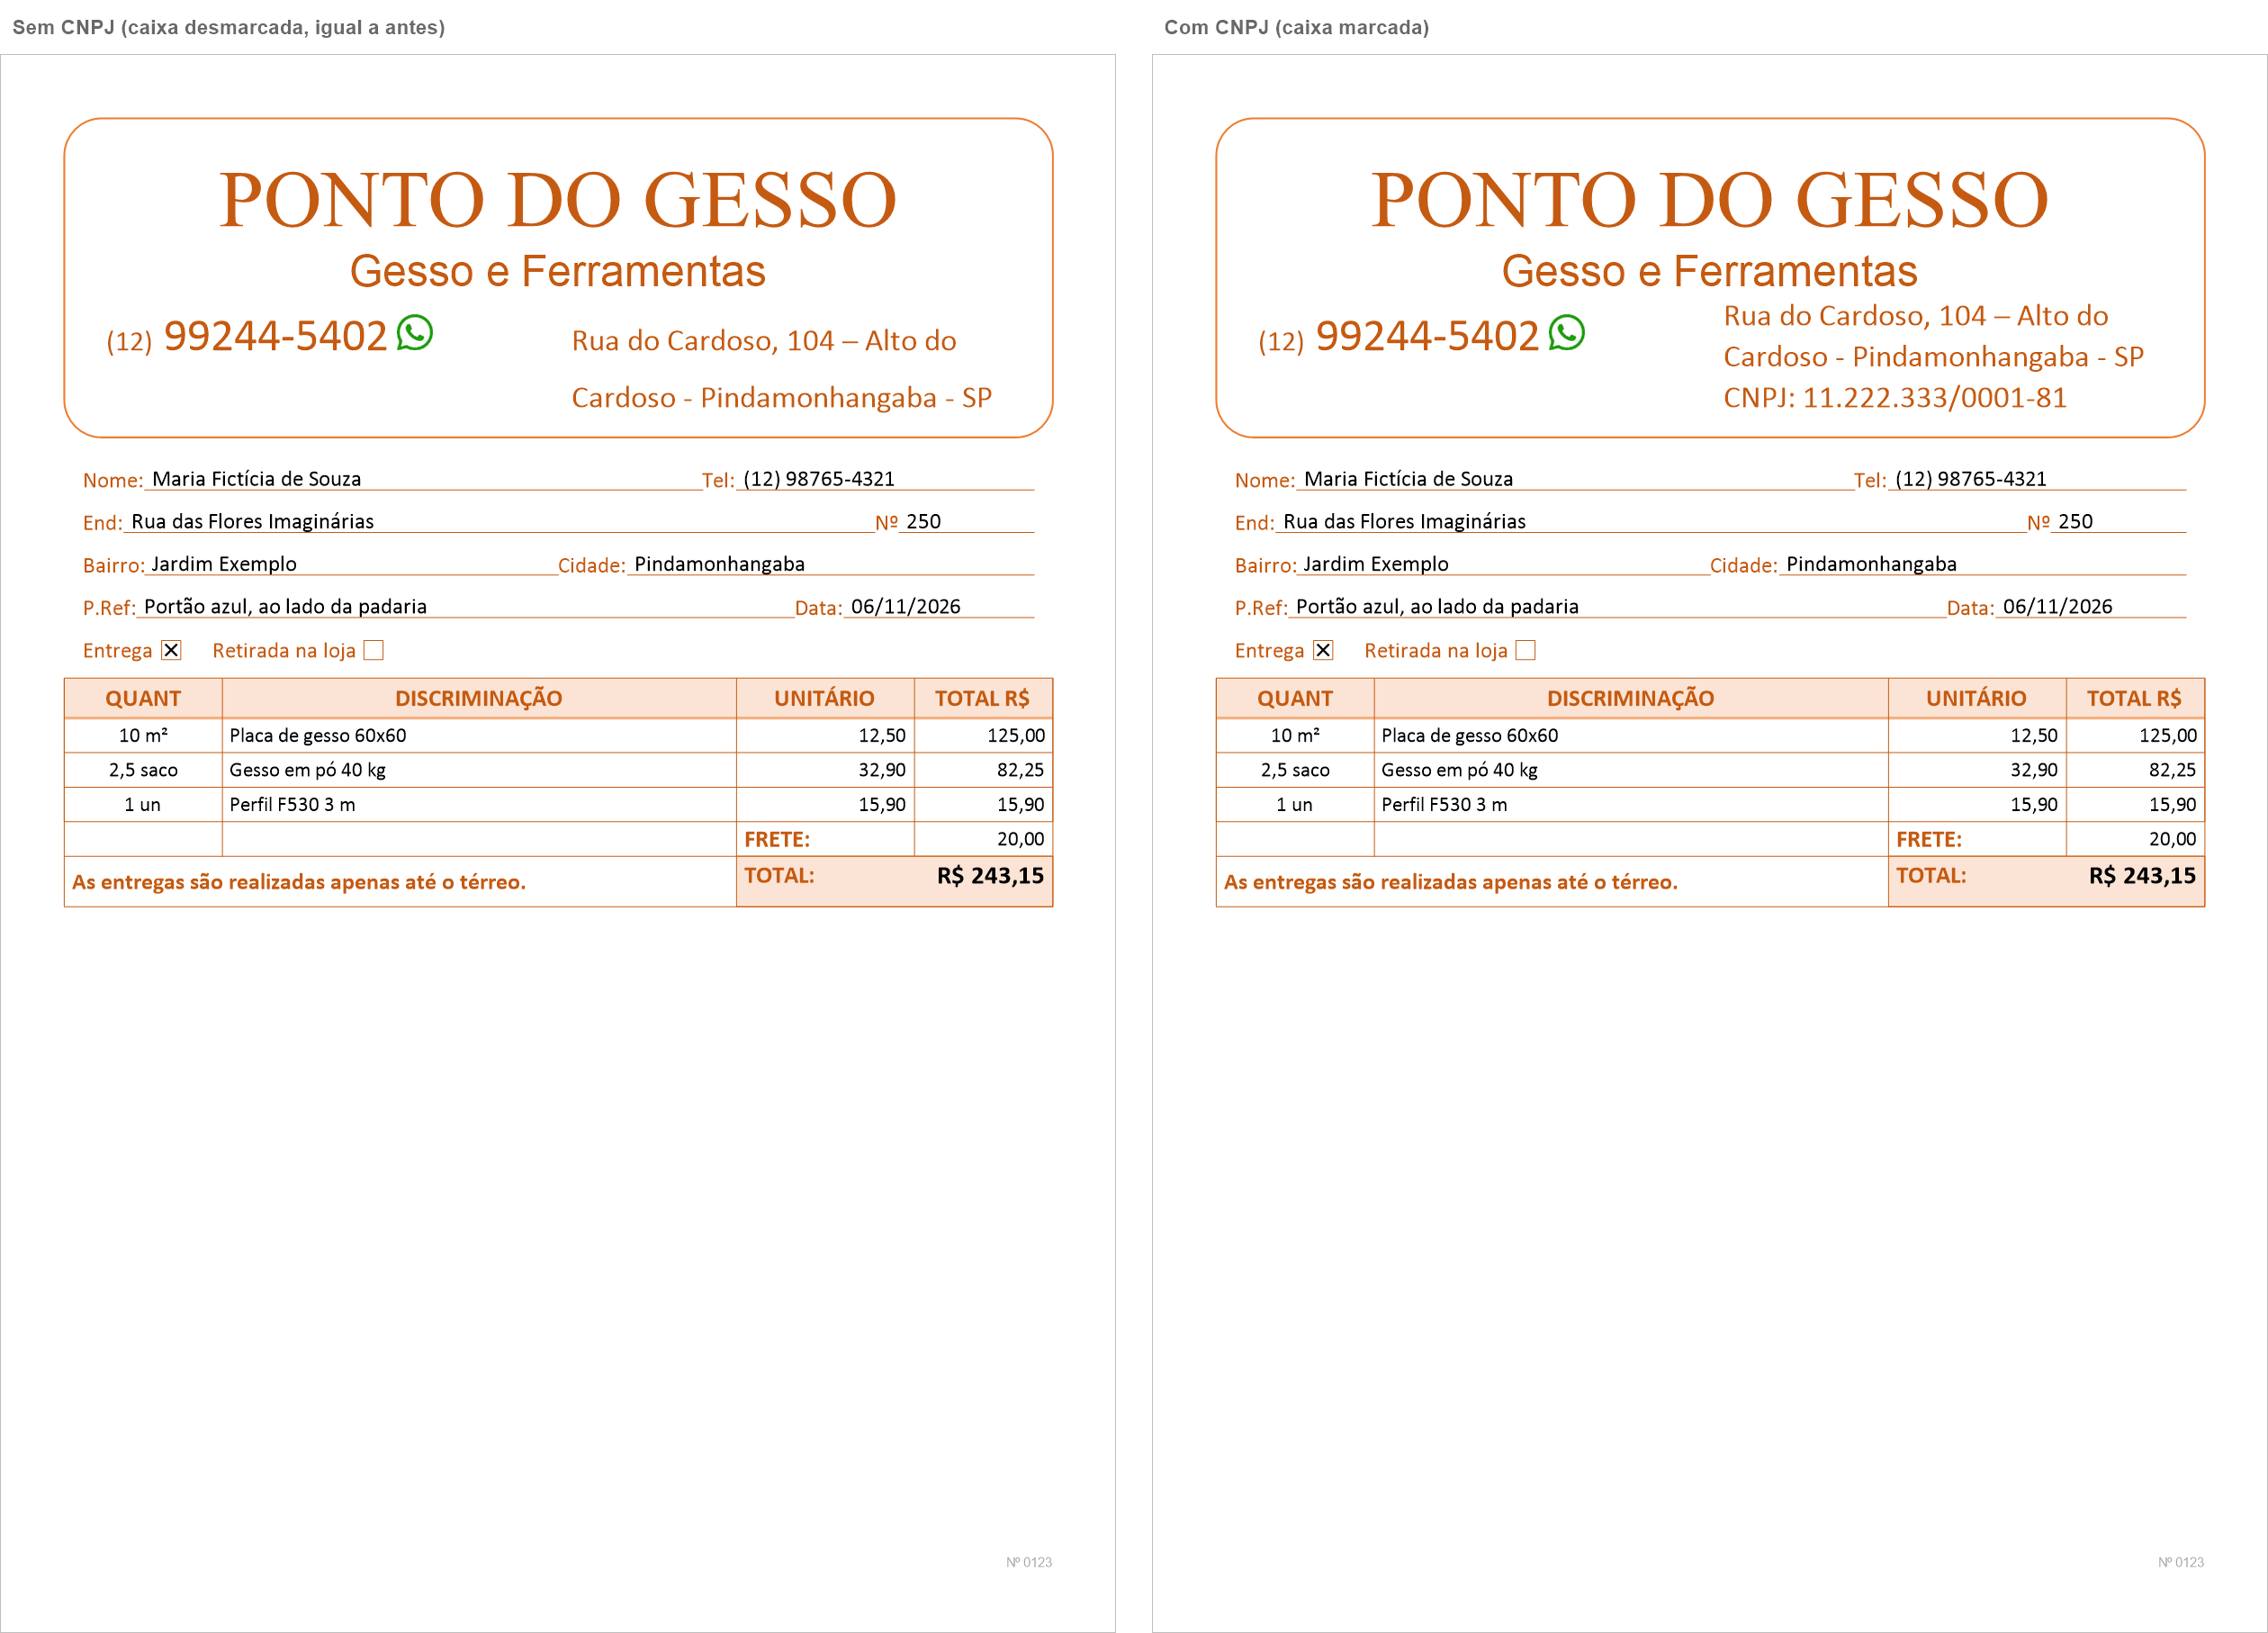 Sem CNPJ (caixa desmarcada, igual a antes)
PONTO DO GESSO
Gesso e Ferramentas
(12) 99244-5402
Rua do Cardoso, 104 – Alto do
Cardoso - Pindamonhangaba - SP
Nome: Maria Fictícia de Souza Tel: (12) 98765-4321
End: Rua das Flores Imaginárias Nº 250
Bairro: Jardim Exemplo Cidade: Pindamonhangaba
P.Ref: Portão azul, ao lado da padaria Data: 06/11/2026
Entrega X Retirada na loja
QUANT DISCRIMINAÇÃO UNITÁRIO TOTAL R$
10 m² Placa de gesso 60x60 12,50 125,00
2,5 saco Gesso em pó 40 kg 32,90 82,25
1 un Perfil F530 3 m 15,90 15,90
FRETE: 20,00
As entregas são realizadas apenas até o térreo. TOTAL: R$ 243,15
Nº 0123
Com CNPJ (caixa marcada)
PONTO DO GESSO
Gesso e Ferramentas
(12) 99244-5402
Rua do Cardoso, 104 – Alto do
Cardoso - Pindamonhangaba - SP
CNPJ: 11.222.333/0001-81
Nome: Maria Fictícia de Souza Tel: (12) 98765-4321
End: Rua das Flores Imaginárias Nº 250
Bairro: Jardim Exemplo Cidade: Pindamonhangaba
P.Ref: Portão azul, ao lado da padaria Data: 06/11/2026
Entrega X Retirada na loja
QUANT DISCRIMINAÇÃO UNITÁRIO TOTAL R$
10 m² Placa de gesso 60x60 12,50 125,00
2,5 saco Gesso em pó 40 kg 32,90 82,25
1 un Perfil F530 3 m 15,90 15,90
FRETE: 20,00
As entregas são realizadas apenas até o térreo. TOTAL: R$ 243,15
Nº 0123